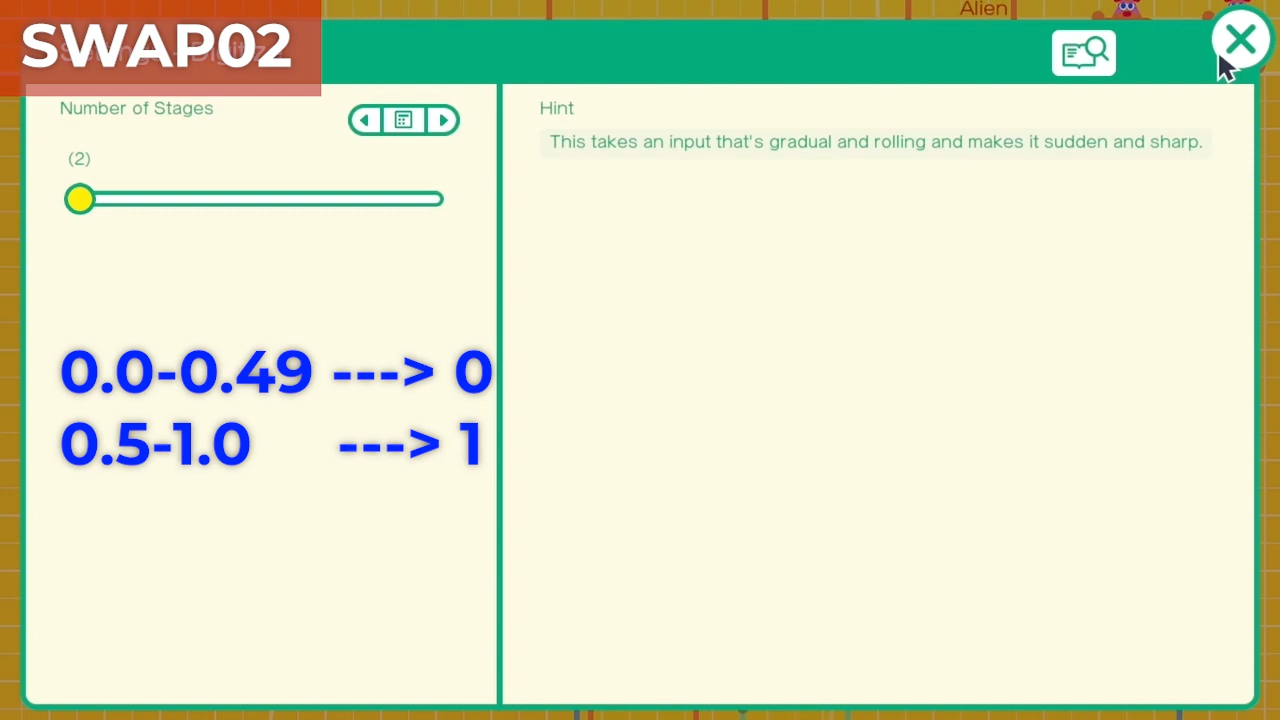 Alien
SWAP02
Number of Stages
(2)
0.0-0.49 ---> 0
0.5-1.0 ---> 1
Hint
This takes an input that's gradual and rolling and makes it sudden and sharp.